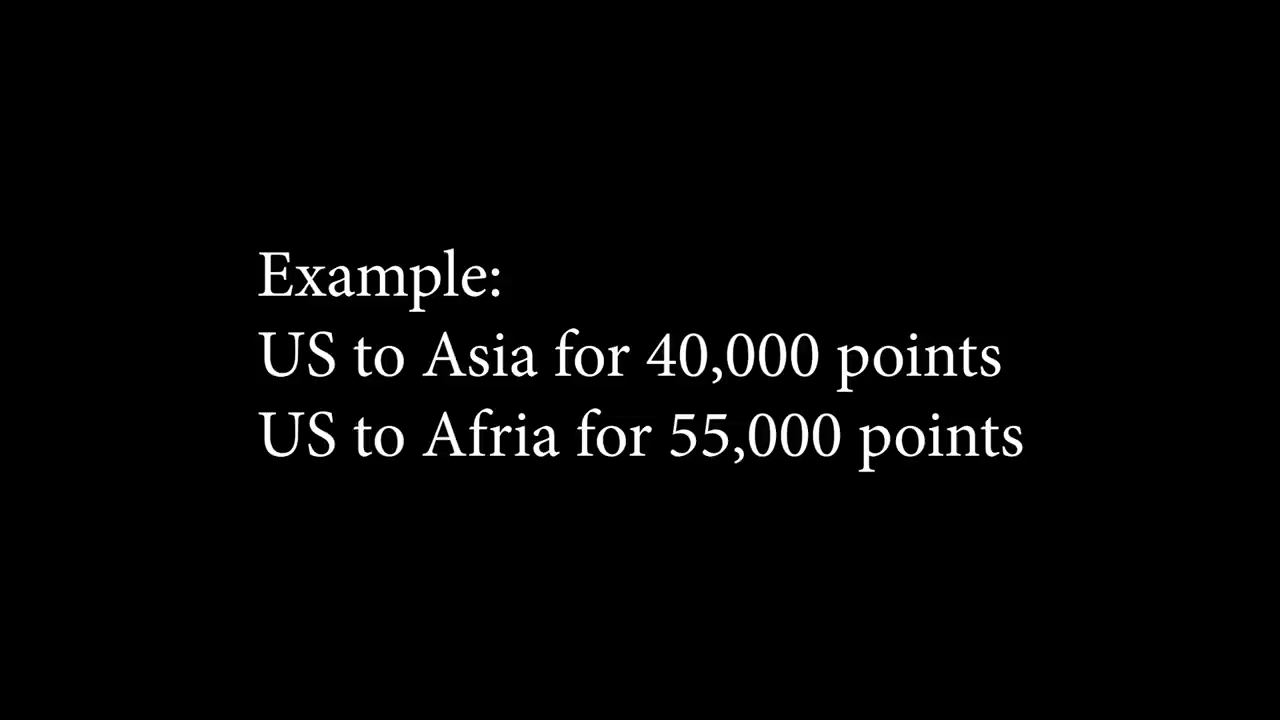 Example:
US to Asia for 40,000 points
US to Afria for 55,000 points